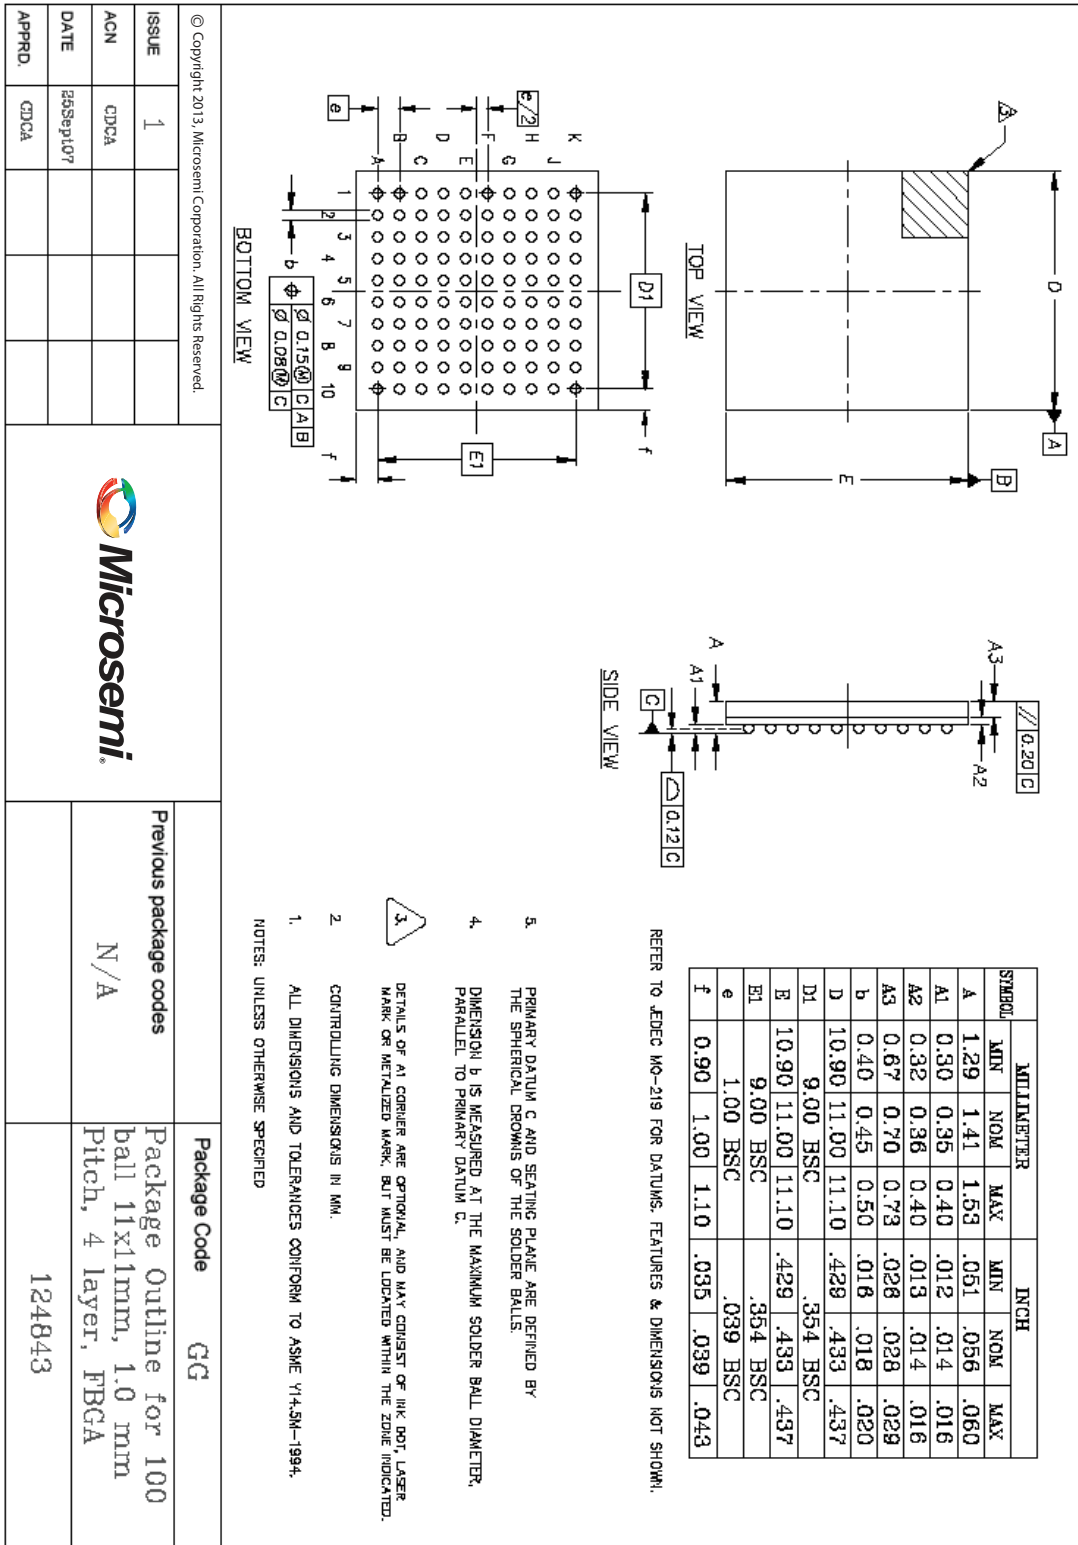 TOP VIEW
D
E
A
B
3
BOTTOM VIEW
e
e/2
K
J
H
G
F
E
D
C
B
A
1 2 3 4 5 6 7 8 9 10
D1
E1
f
f
b
⌖ Ø 0.15 Ⓜ C A B
Ø 0.08 Ⓜ C
SIDE VIEW
A3
A2
A
A1
C
// 0.20 C
⌓ 0.12 C
SYMBOL MILLIMETER INCH
MIN NOM MAX MIN NOM MAX
A 1.29 1.41 1.53 .051 .056 .060
A1 0.30 0.35 0.40 .012 .014 .016
A2 0.32 0.36 0.40 .013 .014 .016
A3 0.67 0.70 0.73 .026 .028 .029
b 0.40 0.45 0.50 .016 .018 .020
D 10.90 11.00 11.10 .429 .433 .437
D1 9.00 BSC .354 BSC
E 10.90 11.00 11.10 .429 .433 .437
E1 9.00 BSC .354 BSC
e 1.00 BSC .039 BSC
f 0.90 1.00 1.10 .035 .039 .043
REFER TO JEDEC MO-219 FOR DATUMS, FEATURES & DIMENSIONS NOT SHOWN.
5. PRIMARY DATUM C AND SEATING PLANE ARE DEFINED BY
THE SPHERICAL CROWNS OF THE SOLDER BALLS.
4. DIMENSION b IS MEASURED AT THE MAXIMUM SOLDER BALL DIAMETER,
PARALLEL TO PRIMARY DATUM C.
3. DETAILS OF A1 CORNER ARE OPTIONAL, AND MAY CONSIST OF INK DOT, LASER
MARK OR METALIZED MARK, BUT MUST BE LOCATED WITHIN THE ZONE INDICATED.
2. CONTROLLING DIMENSIONS IN MM.
1. ALL DIMENSIONS AND TOLERANCES CONFORM TO ASME Y14.5M-1994.
NOTES: UNLESS OTHERWISE SPECIFIED
© Copyright 2013, Microsemi Corporation. All Rights Reserved.
ISSUE 1
ACN CDCA
DATE 25Sept07
APPRD. CDCA
Microsemi.
Previous package codes
N/A
Package Code GG
Package Outline for 100
ball 11x11mm, 1.0 mm
Pitch, 4 layer, FBGA
124843